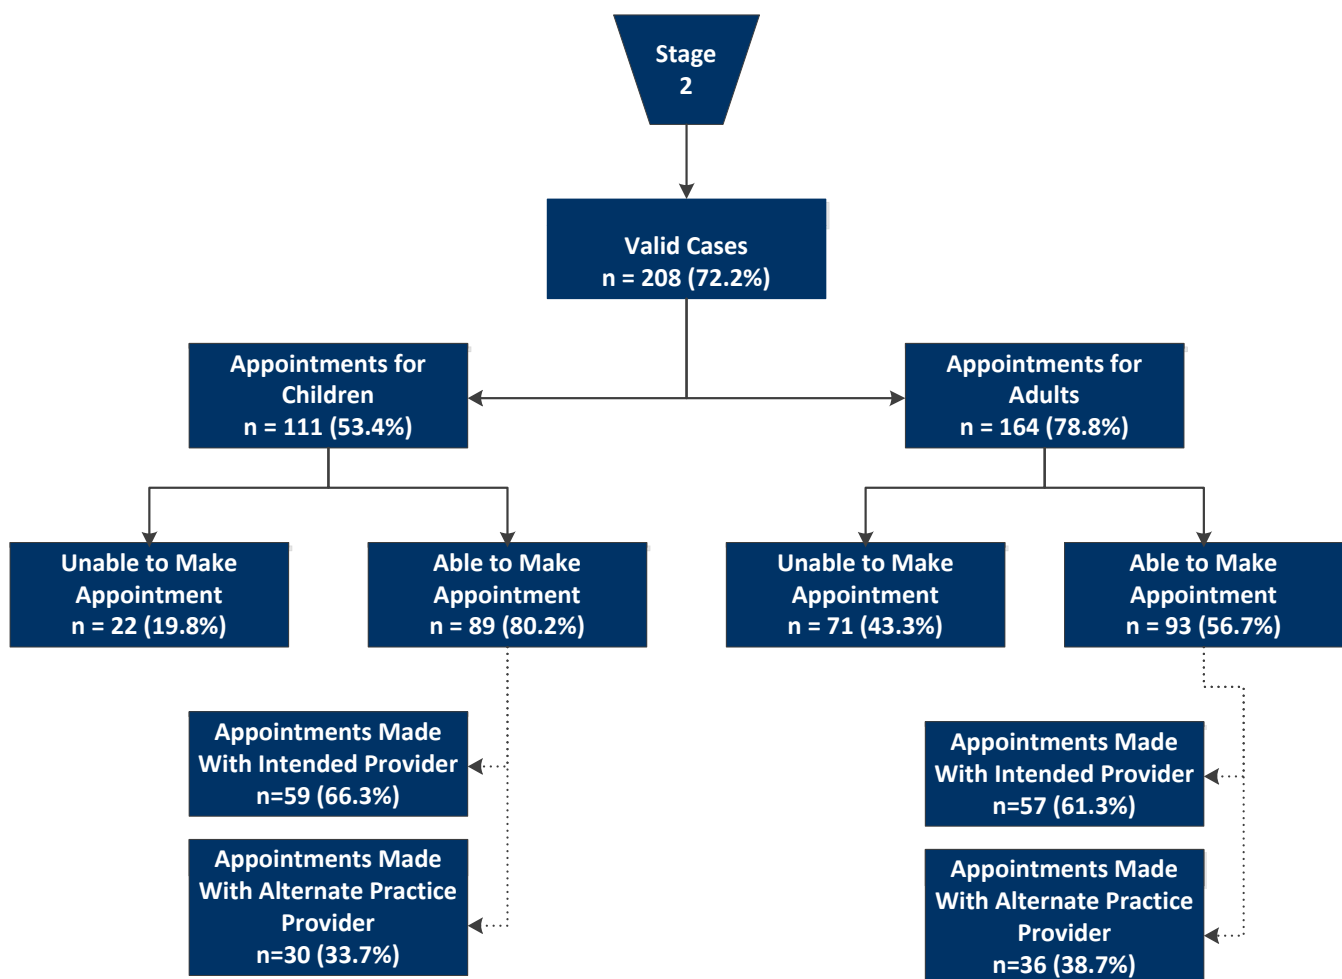 Stage
2
Valid Cases
n = 208 (72.2%)
Appointments for
Children
n = 111 (53.4%)
Appointments for
Adults
n = 164 (78.8%)
Unable to Make
Appointment
n = 22 (19.8%)
Able to Make
Appointment
n = 89 (80.2%)
Unable to Make
Appointment
n = 71 (43.3%)
Able to Make
Appointment
n = 93 (56.7%)
Appointments Made
With Intended Provider
n=59 (66.3%)
Appointments Made
With Alternate Practice
Provider
n=30 (33.7%)
Appointments Made
With Intended Provider
n=57 (61.3%)
Appointments Made
With Alternate Practice
Provider
n=36 (38.7%)